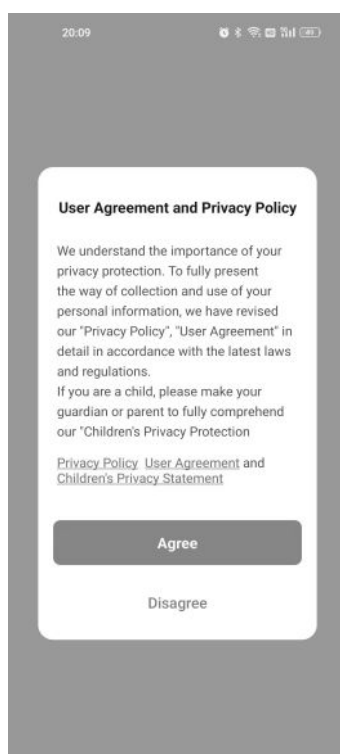 20:09
User Agreement and Privacy Policy
We understand the importance of your
privacy protection. To fully present
the way of collection and use of your
personal information, we have revised
our "Privacy Policy", "User Agreement" in
detail in accordance with the latest laws
and regulations.
If you are a child, please make your
guardian or parent to fully comprehend
our "Children's Privacy Protection
Privacy Policy User Agreement and
Children's Privacy Statement
Agree
Disagree